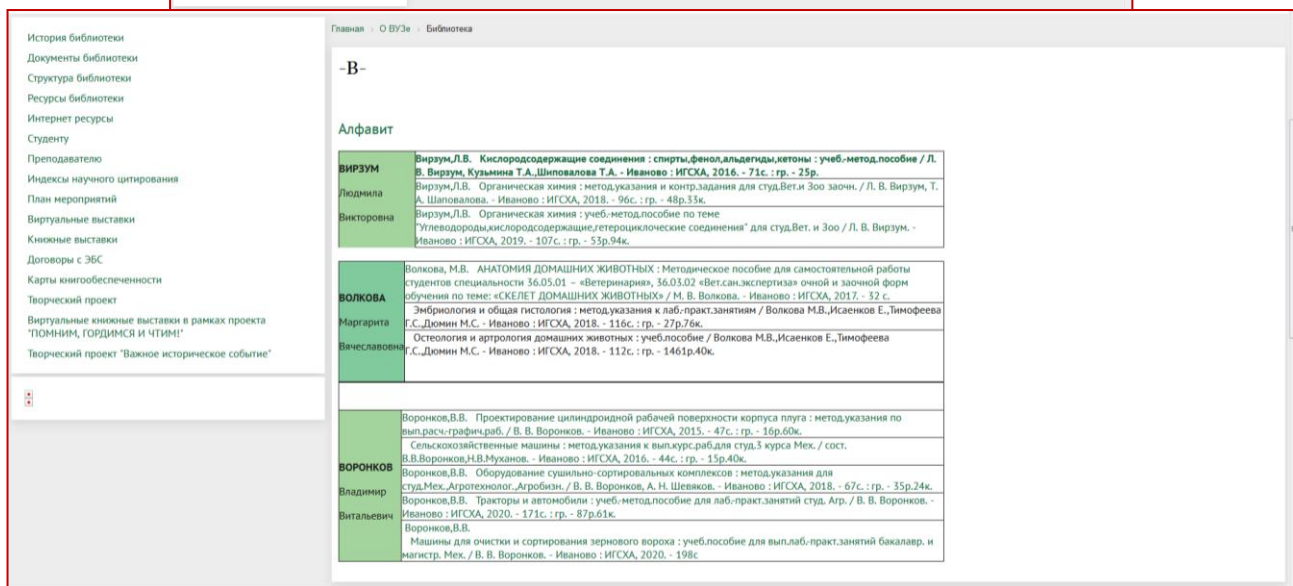 История библиотеки
Документы библиотеки
Структура библиотеки
Ресурсы библиотеки
Интернет ресурсы
Студенту
Преподавателю
Индексы научного цитирования
План мероприятий
Виртуальные выставки
Книжные выставки
Договоры с ЭБС
Карты книгообеспеченности
Творческий проект
Виртуальные книжные выставки в рамках проекта
"ПОМНИМ, ГОРДИМСЯ И ЧТИМ!"
Творческий проект "Важное историческое событие"
Главная › О ВУЗе › Библиотека
-В-
Алфавит
ВИРЗУМ
Людмила
Викторовна
Вирзум,Л.В. Кислородсодержащие соединения : спирты,фенол,альдегиды,кетоны : учеб.-метод.пособие / Л.
В. Вирзум, Кузьмина Т.А.,Шиповалова Т.А. - Иваново : ИГСХА, 2016. - 71с. : гр. - 25р.
Вирзум,Л.В. Органическая химия : метод.указания и контр.задания для студ.Вет.и Зоо заочн. / Л. В. Вирзум, Т.
А. Шаповалова. - Иваново : ИГСХА, 2018. - 96с. : гр. - 48р.33к.
Вирзум,Л.В. Органическая химия : учеб.-метод.пособие по теме
"Углеводороды,кислородсодержащие,гетероциклоческие соединения" для студ.Вет. и Зоо / Л. В. Вирзум. -
Иваново : ИГСХА, 2019. - 107с. : гр. - 53р.94к.
ВОЛКОВА
Маргарита
Вячеславовна
Волкова, М.В. АНАТОМИЯ ДОМАШНИХ ЖИВОТНЫХ : Методическое пособие для самостоятельной работы
студентов специальности 36.05.01 – «Ветеринария», 36.03.02 «Вет.сан.экспертиза» очной и заочной форм
обучения по теме: «СКЕЛЕТ ДОМАШНИХ ЖИВОТНЫХ» / М. В. Волкова. - Иваново : ИГСХА, 2017. - 32 с.
Эмбриология и общая гистология : метод.указания к лаб.-практ.занятиям / Волкова М.В.,Исаенков Е.,Тимофеева
Г.С.,Дюмин М.С. - Иваново : ИГСХА, 2018. - 116с. : гр. - 27р.76к.
Остеология и артрология домашних животных : учеб.пособие / Волкова М.В.,Исаенков Е.,Тимофеева
Г.С.,Дюмин М.С. - Иваново : ИГСХА, 2018. - 112с. : гр. - 1461р.40к.
ВОРОНКОВ
Владимир
Витальевич
Воронков,В.В. Проектирование цилиндроидной рабачей поверхности корпуса плуга : метод.указания по
вып.расч.-графич.раб. / В. В. Воронков. - Иваново : ИГСХА, 2015. - 47с. : гр. - 16р.60к.
Сельскохозяйственные машины : метод.указания к вып.курс.раб.для студ.3 курса Мех. / сост.
В.В.Воронков,Н.В.Муханов. - Иваново : ИГСХА, 2016. - 44с. : гр. - 15р.40к.
Воронков,В.В. Оборудование сушильно-сортировальных комплексов : метод.указания для
студ.Мех.,Агротехнолог.,Агробизн. / В. В. Воронков, А. Н. Шевяков. - Иваново : ИГСХА, 2018. - 67с. : гр. - 35р.24к.
Воронков,В.В. Тракторы и автомобили : учеб.-метод.пособие для лаб.-практ.занятий студ. Агр. / В. В. Воронков. -
Иваново : ИГСХА, 2020. - 171с. : гр. - 87р.61к.
Воронков,В.В.
Машины для очистки и сортирования зернового вороха : учеб.пособие для вып.лаб.-практ.занятий бакалавр. и
магистр. Мех. / В. В. Воронков. - Иваново : ИГСХА, 2020. - 198с